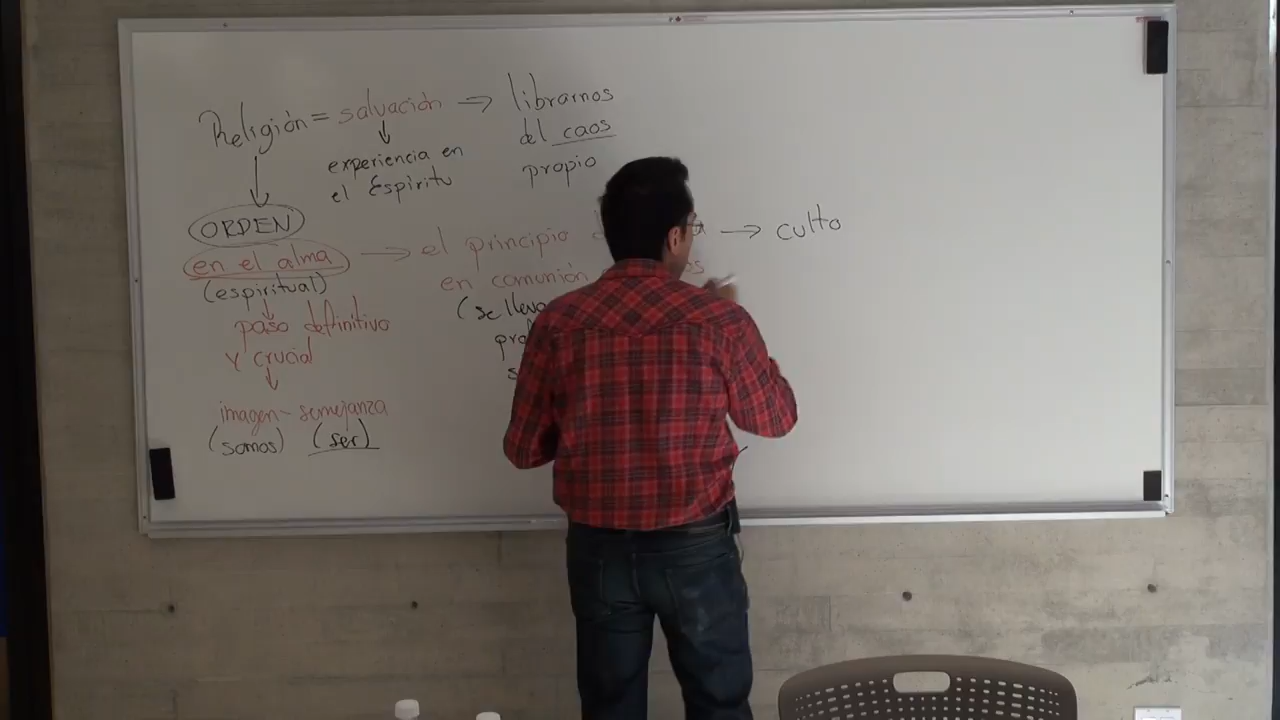 Religión = salvación → librarnos
del caos
propio
↓
experiencia en
el Espíritu
ORDEN
en el alma → el principio
→ culto
en comunión
(espiritual)
(se lleva
paso definitivo
y crucial
imagen - semejanza
(somos) (ser)